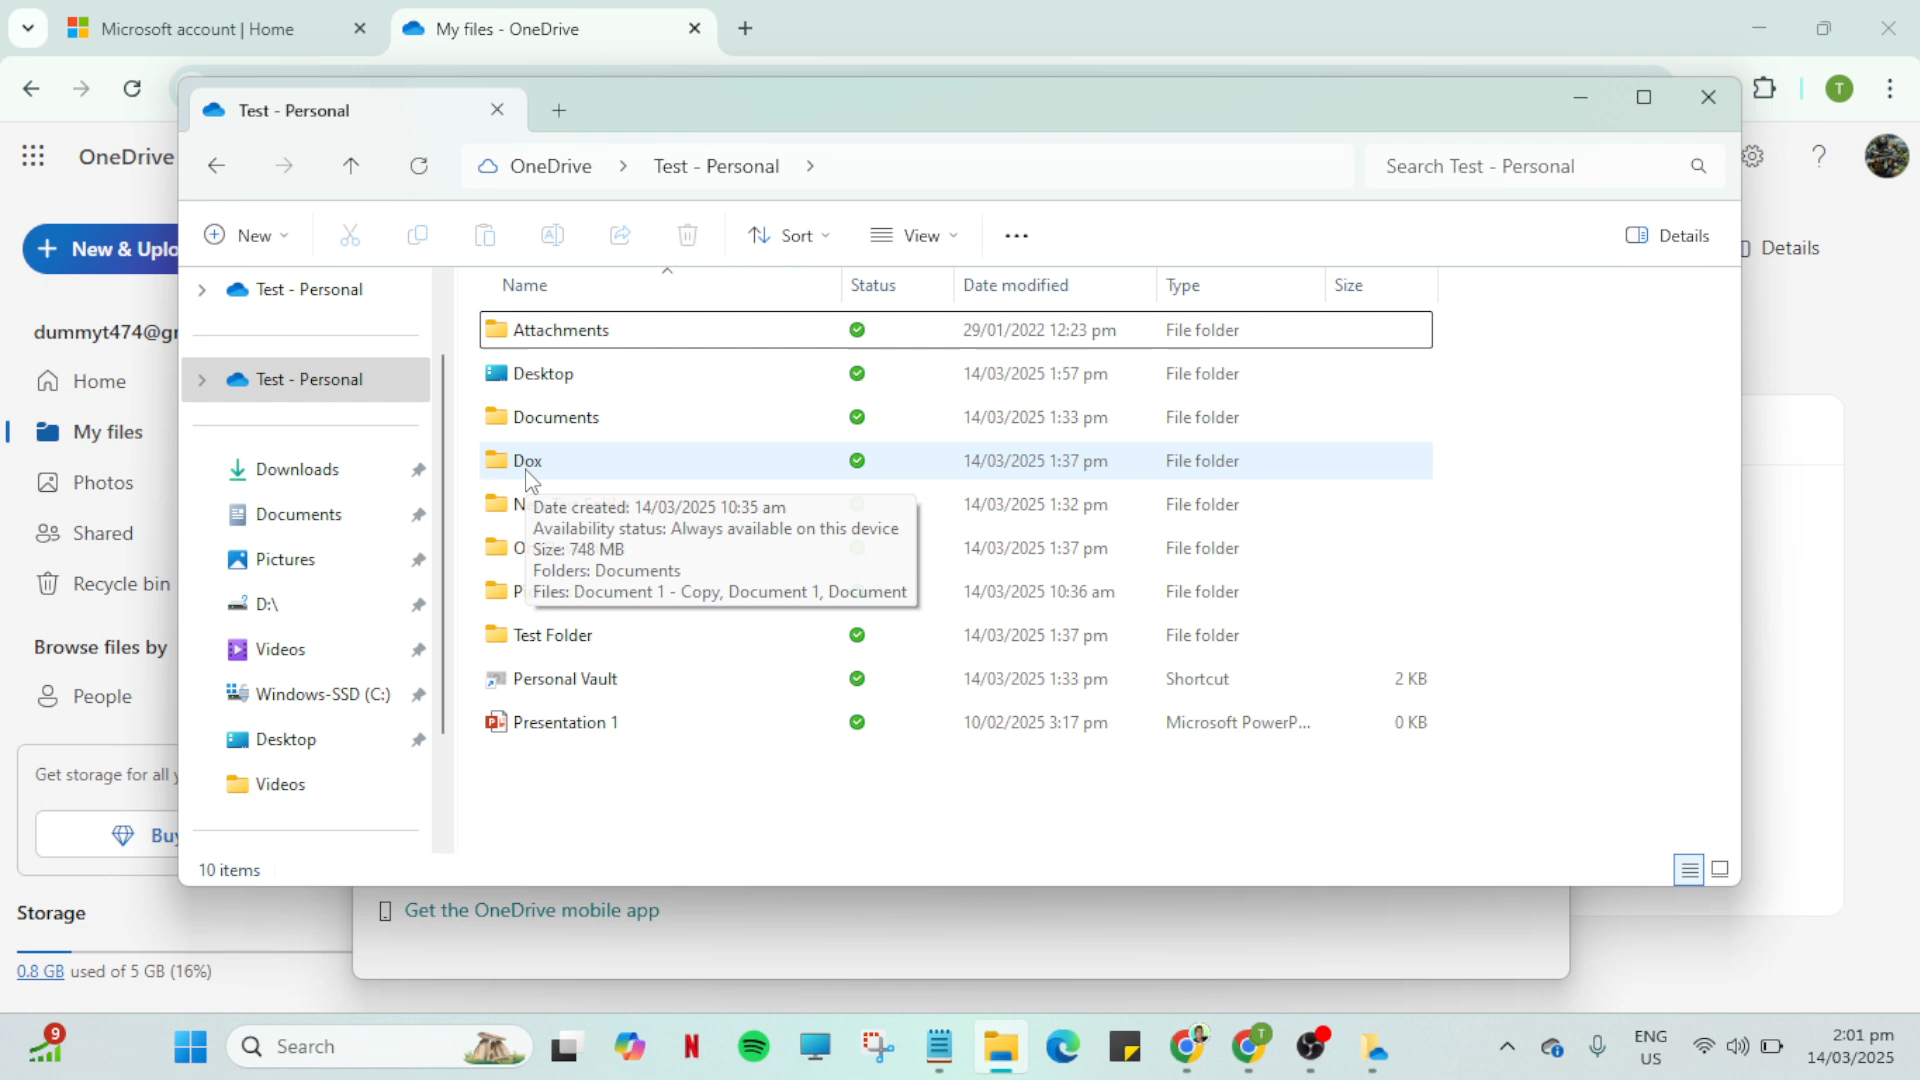 Microsoft account | Home
My files - OneDrive
T
Test - Personal
OneDrive
OneDrive > Test - Personal >
Search Test - Personal
?
New & Uplo
New
Sort
View
Details
Details
Test - Personal
Name
Status
Date modified
Type
Size
dummyt474@gr
Attachments
29/01/2022 12:23 pm
File folder
Home
Test - Personal
Desktop
14/03/2025 1:57 pm
File folder
My files
Documents
14/03/2025 1:33 pm
File folder
Photos
Downloads
Dox
14/03/2025 1:37 pm
File folder
Shared
Documents
14/03/2025 1:32 pm
File folder
Date created: 14/03/2025 10:35 am
Availability status: Always available on this device
Size: 748 MB
Folders: Documents
Files: Document 1 - Copy, Document 1, Document
Pictures
O
14/03/2025 1:37 pm
File folder
Recycle bin
D:\
P
14/03/2025 10:36 am
File folder
Browse files by
Videos
Test Folder
14/03/2025 1:37 pm
File folder
People
Windows-SSD (C:)
Personal Vault
14/03/2025 1:33 pm
Shortcut
2 KB
Desktop
Presentation 1
10/02/2025 3:17 pm
Microsoft PowerP...
0 KB
Get storage for all y
Videos
Buy
10 items
Storage
Get the OneDrive mobile app
0.8 GB used of 5 GB (16%)
9
Search
N
T
ENG
US
2:01 pm
14/03/2025